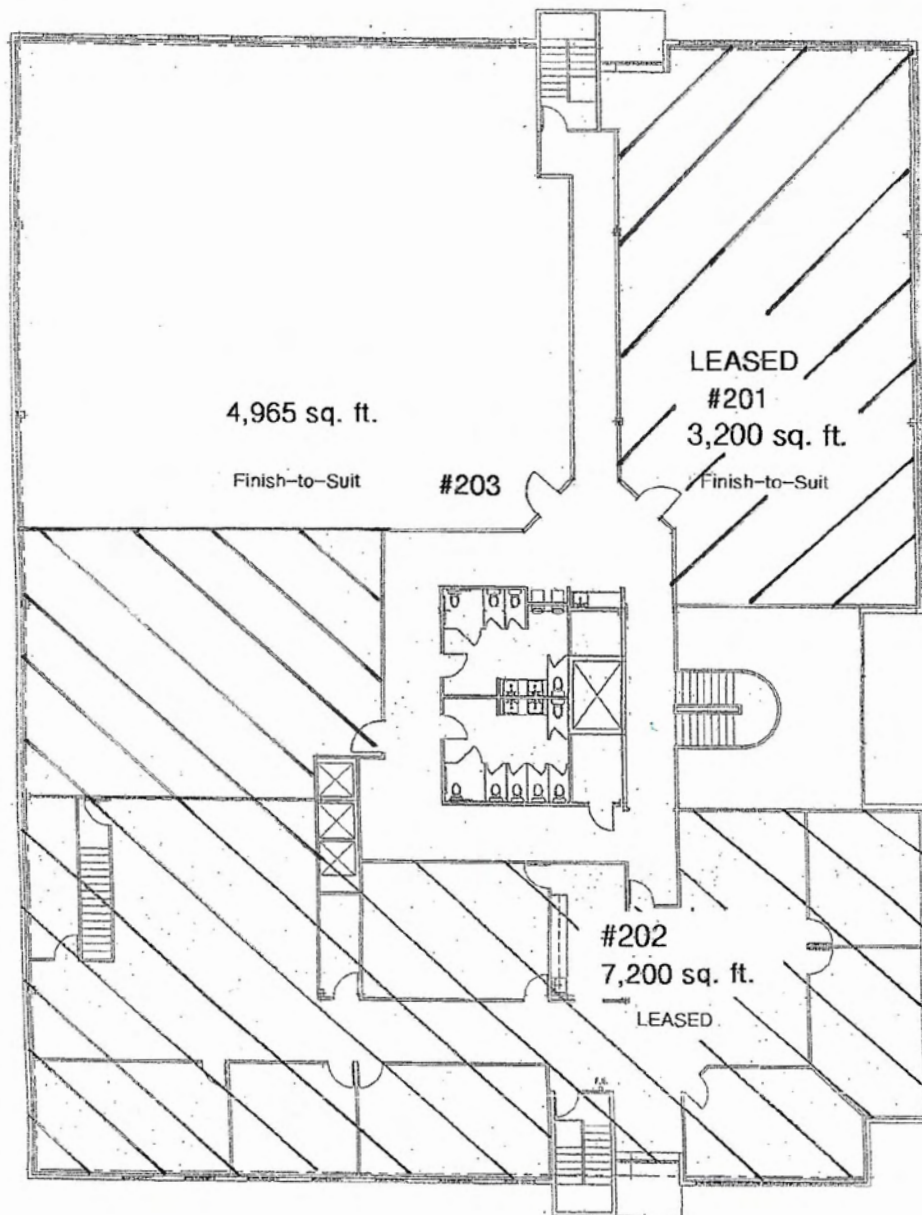 4,965 sq. ft.
Finish-to-Suit
#203
LEASED
#201
3,200 sq. ft.
Finish-to-Suit
#202
7,200 sq. ft.
LEASED